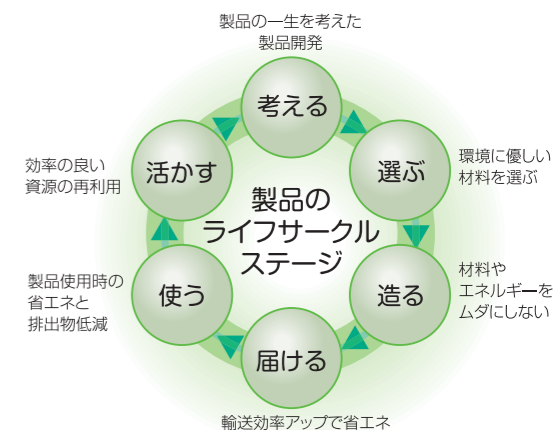 製品の一生を考えた
製品開発
考える
選ぶ
環境に優しい
材料を選ぶ
造る
材料や
エネルギーを
ムダにしない
届ける
輸送効率アップで省エネ
使う
製品使用時の
省エネと
排出物低減
活かす
効率の良い
資源の再利用
製品の
ライフサークル
ステージ